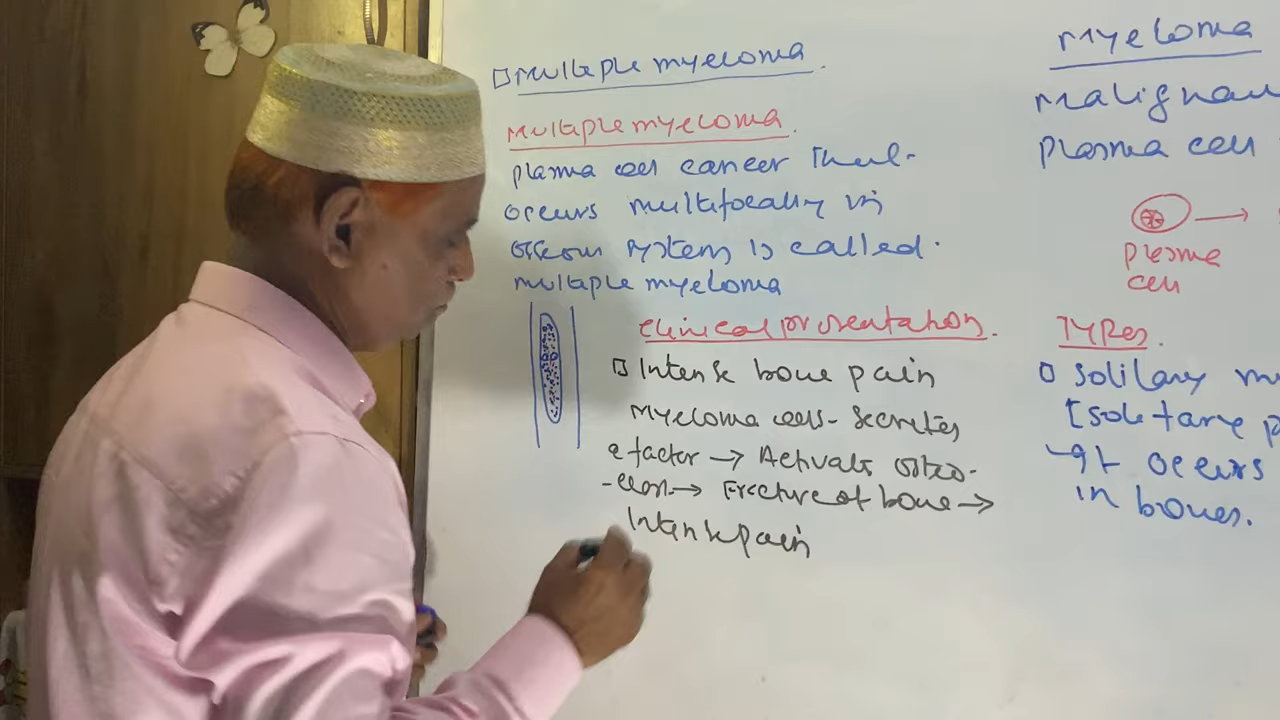 Multiple myeloma.
Multiple myeloma.
plasma cell cancer that
occurs multifocally in
osseous system is called.
multiple myeloma
Clinical presentation.
Intense bone pain
Myeloma cells - secretes
a factor → Activate osteo-
-clast → Fracture of bone →
Intense pain
Myeloma
Malignan
plasma cell
plasma
cell
Types.
Solitary m
[solitary p
It occurs
in bones.